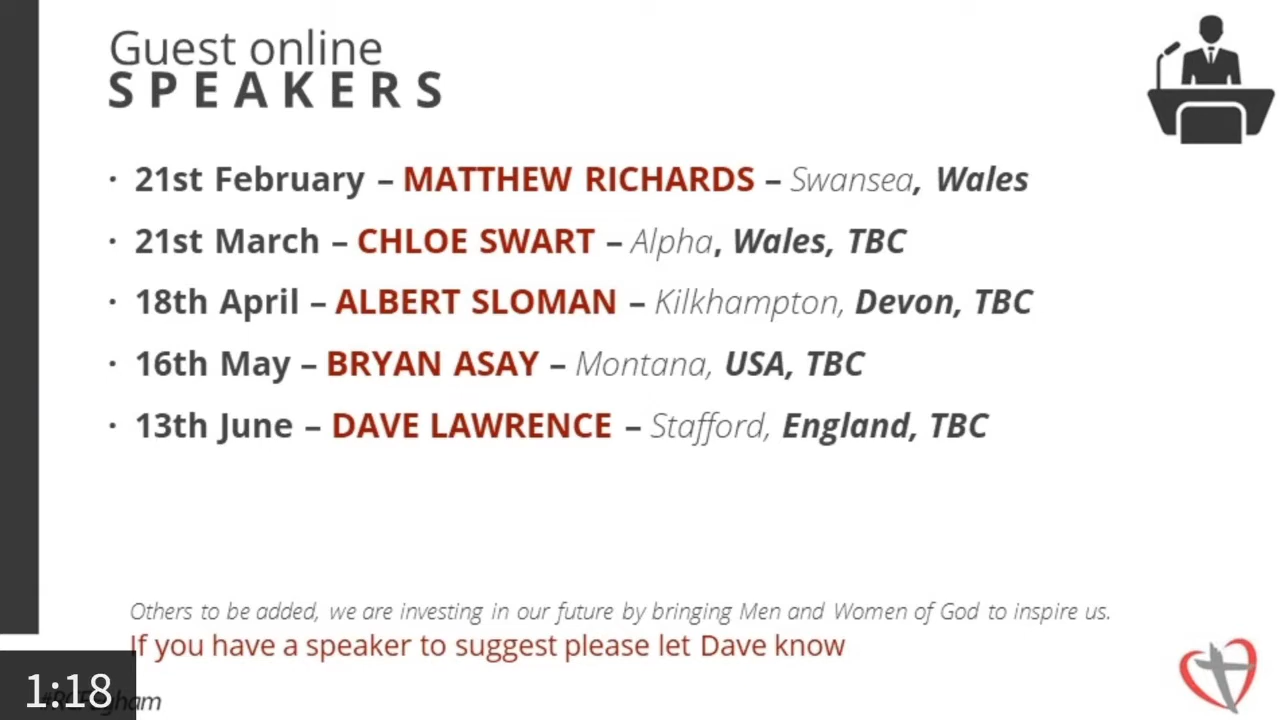 Guest online
SPEAKERS
· 21st February – MATTHEW RICHARDS – Swansea, Wales
· 21st March – CHLOE SWART – Alpha, Wales, TBC
· 18th April – ALBERT SLOMAN – Kilkhampton, Devon, TBC
· 16th May – BRYAN ASAY – Montana, USA, TBC
· 13th June – DAVE LAWRENCE – Stafford, England, TBC
Others to be added, we are investing in our future by bringing Men and Women of God to inspire us.
If you have a speaker to suggest please let Dave know
1:18